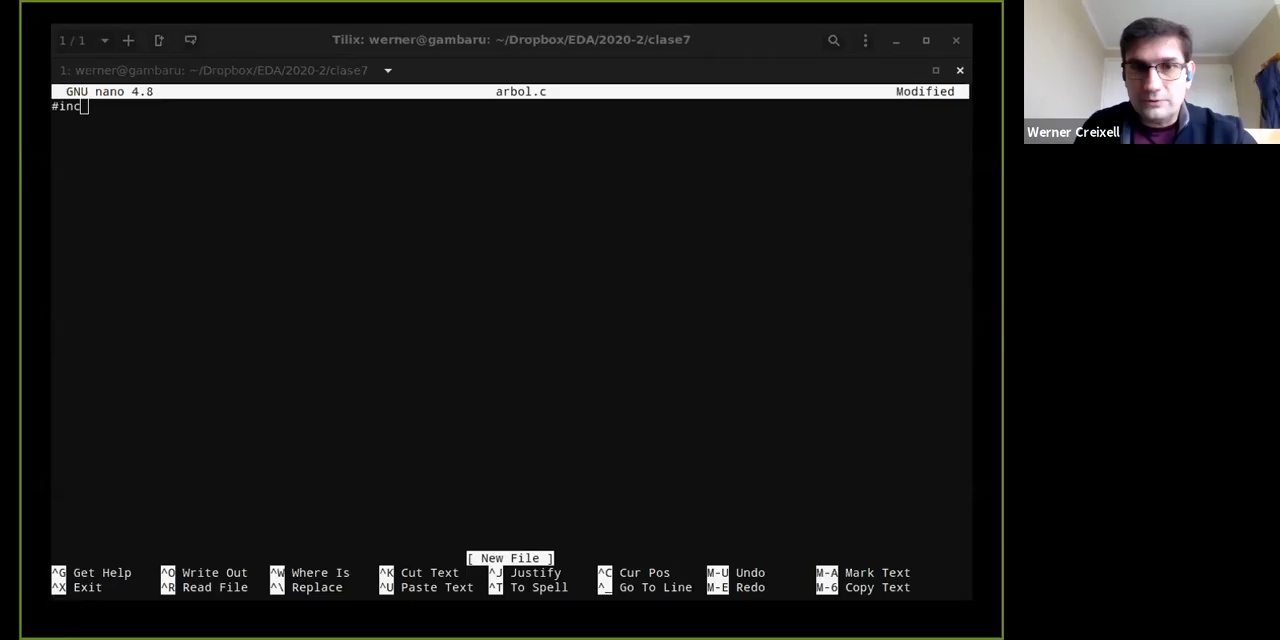 1 / 1
Tilix: werner@gambaru: ~/Dropbox/EDA/2020-2/clase7
1: werner@gambaru: ~/Dropbox/EDA/2020-2/clase7
GNU nano 4.8 arbol.c Modified
#inc
Werner Creixell
[ New File ]
^G Get Help ^O Write Out ^W Where Is ^K Cut Text ^J Justify ^C Cur Pos M-U Undo M-A Mark Text
^X Exit ^R Read File ^\ Replace ^U Paste Text ^T To Spell ^_ Go To Line M-E Redo M-6 Copy Text